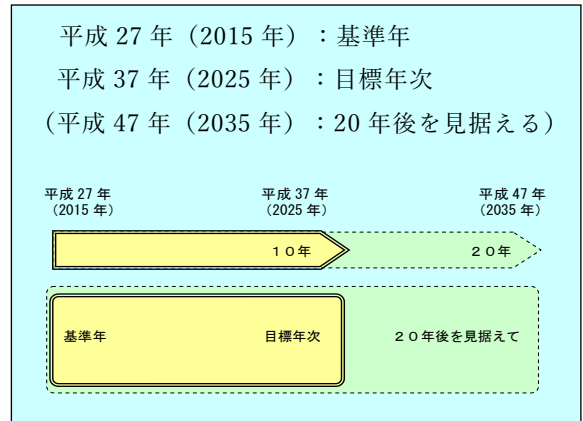 平成 27 年（2015 年）：基準年
平成 37 年（2025 年）：目標年次
（平成 47 年（2035 年）：20 年後を見据える）
平成 27 年 平成 37 年 平成 47 年
（2015 年） （2025 年） （2035 年）
１０年 ２０年
基準年 目標年次 ２０年後を見据えて